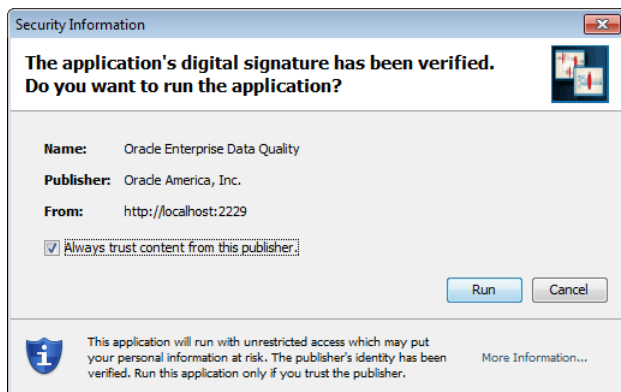 Security Information
The application's digital signature has been verified.
Do you want to run the application?
Name: Oracle Enterprise Data Quality
Publisher: Oracle America, Inc.
From: http://localhost:2229
Always trust content from this publisher.
Run Cancel
This application will run with unrestricted access which may put
your personal information at risk. The publisher's identity has been
verified. Run this application only if you trust the publisher.
More Information...